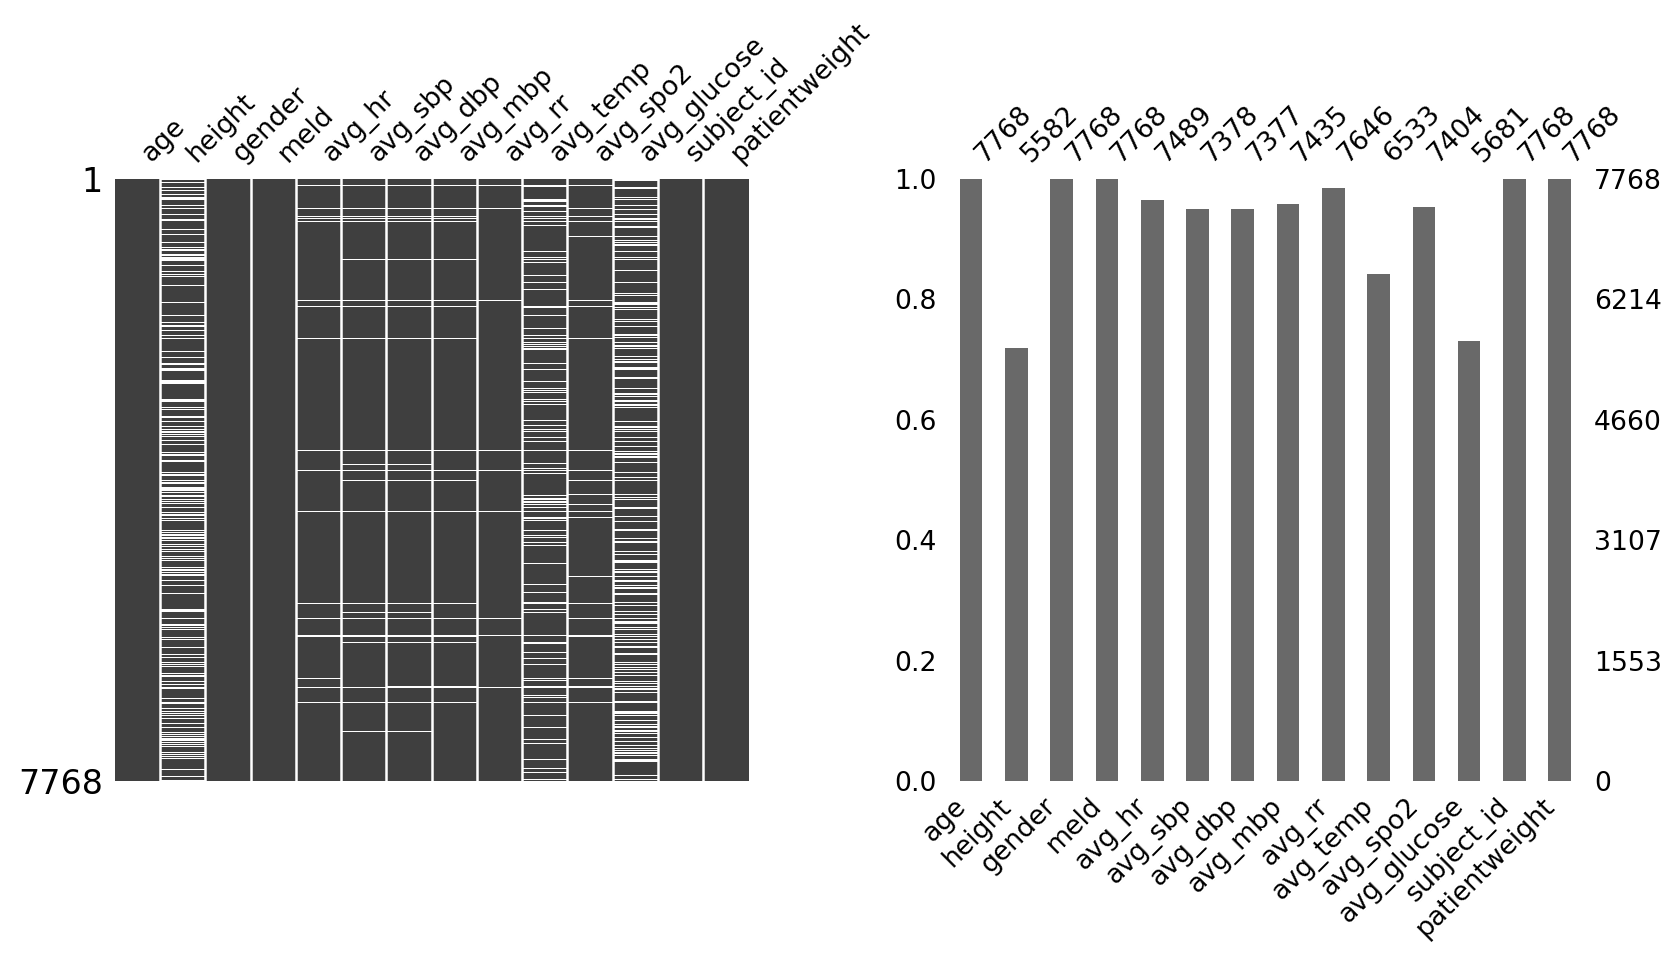 age
height
gender
meld
avg_hr
avg_sbp
avg_dbp
avg_mbp
avg_rr
avg_temp
avg_spo2
avg_glucose
subject_id
patientweight
1
7768
7768
5582
7768
7768
7489
7378
7377
7435
7646
6533
7404
5681
7768
7768
1.0
0.8
0.6
0.4
0.2
0.0
7768
6214
4660
3107
1553
0
age
height
gender
meld
avg_hr
avg_sbp
avg_dbp
avg_mbp
avg_rr
avg_temp
avg_spo2
avg_glucose
subject_id
patientweight